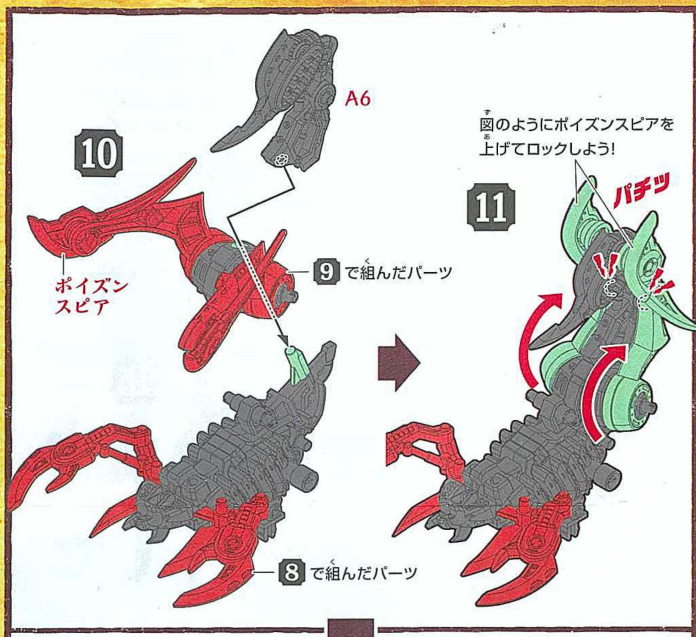 A6
10
ポイズン
スピア
9 で組んだパーツ
8 で組んだパーツ
11
図のようにポイズンスピアを
上げてロックしよう!
パチッ